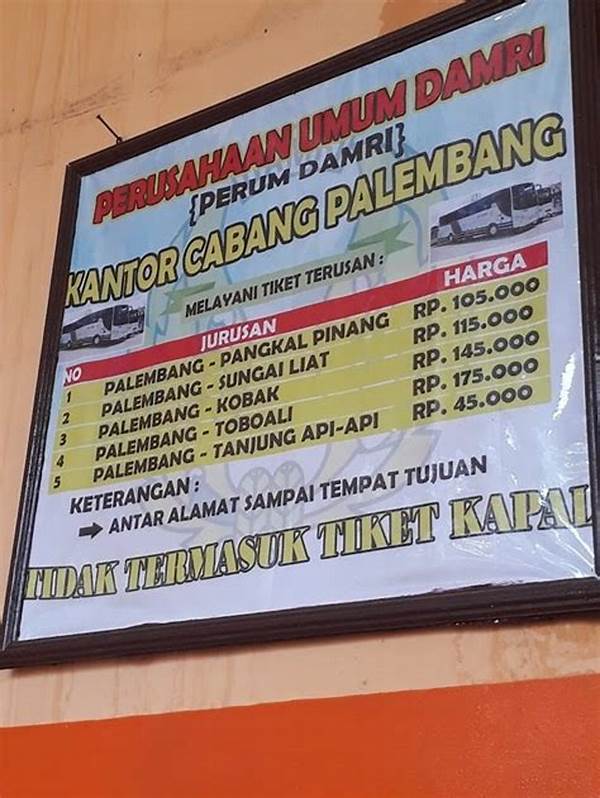 PERUSAHAAN UMUM DAMRI
{PERUM DAMRI}
KANTOR CABANG PALEMBANG
MELAYANI TIKET TERUSAN :
NO JURUSAN HARGA
1 PALEMBANG - PANGKAL PINANG RP. 105.000
2 PALEMBANG - SUNGAI LIAT RP. 115.000
3 PALEMBANG - KOBAK RP. 145.000
4 PALEMBANG - TOBOALI RP. 175.000
5 PALEMBANG - TANJUNG API-API RP. 45.000
KETERANGAN :
ANTAR ALAMAT SAMPAI TEMPAT TUJUAN
TIDAK TERMASUK TIKET KAPAL